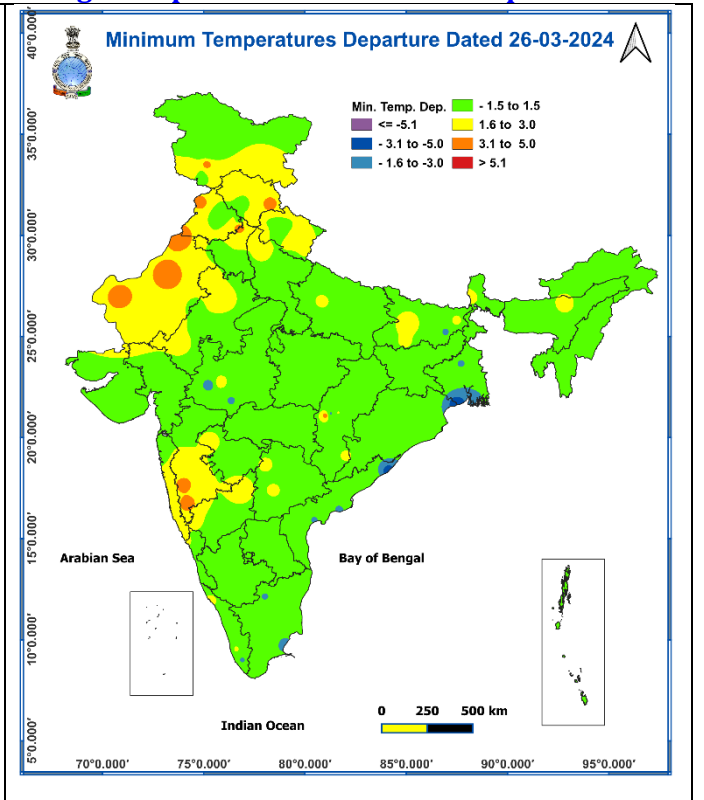 Minimum Temperatures Departure Dated 26-03-2024
Min. Temp. Dep.
<= -5.1
- 3.1 to -5.0
- 1.6 to -3.0
- 1.5 to 1.5
1.6 to 3.0
3.1 to 5.0
> 5.1
40°0.000'
35°0.000'
30°0.000'
25°0.000'
20°0.000'
15°0.000'
10°0.000'
5°0.000'
Arabian Sea
Bay of Bengal
0 250 500 km
Indian Ocean
70°0.000' 75°0.000' 80°0.000' 85°0.000' 90°0.000' 95°0.000'